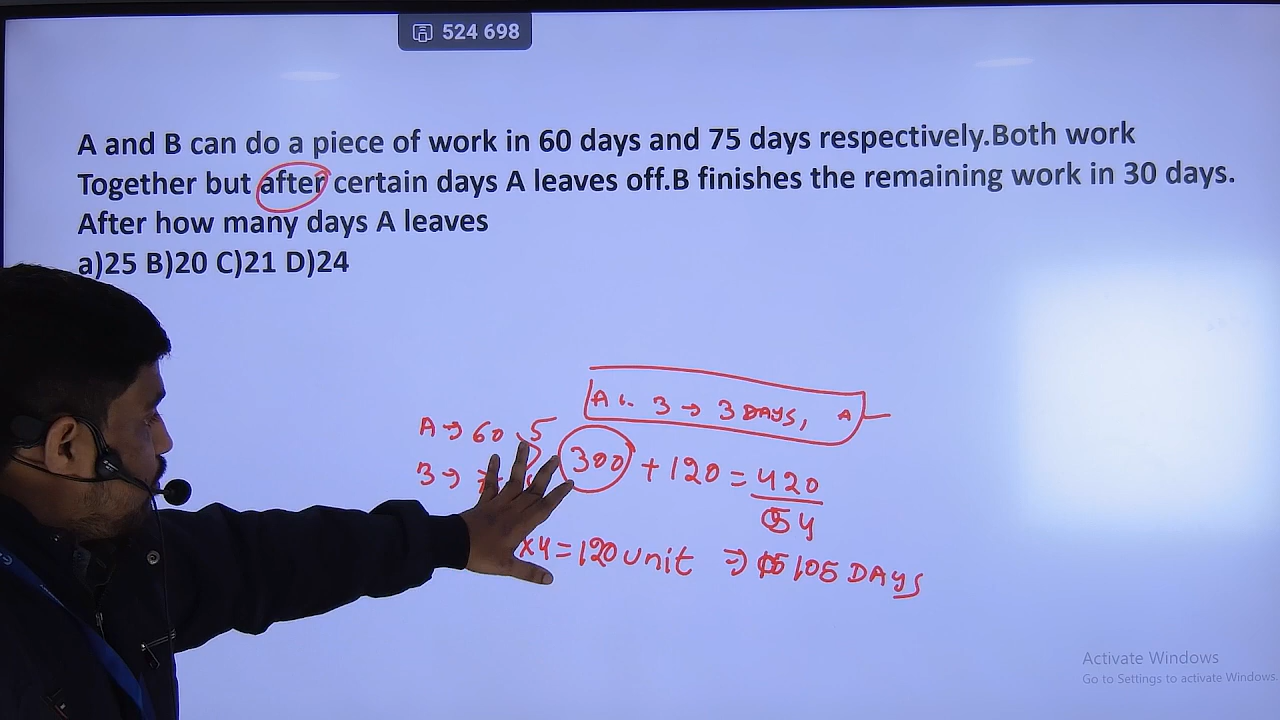 524 698
A and B can do a piece of work in 60 days and 75 days respectively.Both work
Together but after certain days A leaves off.B finishes the remaining work in 30 days.
After how many days A leaves
a)25 B)20 C)21 D)24
3 → 3 DAYS, A
A → 60 5
300 + 120 = 420
3 →
4
x4 = 120 unit ⇒ 105 DAYS
Activate Windows
Go to Settings to activate Windows.